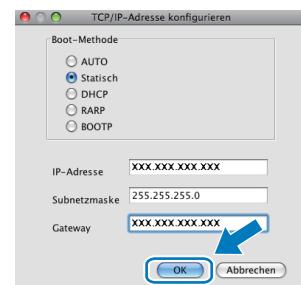 TCP/IP-Adresse konfigurieren
Boot-Methode
AUTO
Statisch
DHCP
RARP
BOOTP
IP-Adresse XXX.XXX.XXX.XXX
Subnetzmaske 255.255.255.0
Gateway XXX.XXX.XXX.XXX
OK Abbrechen